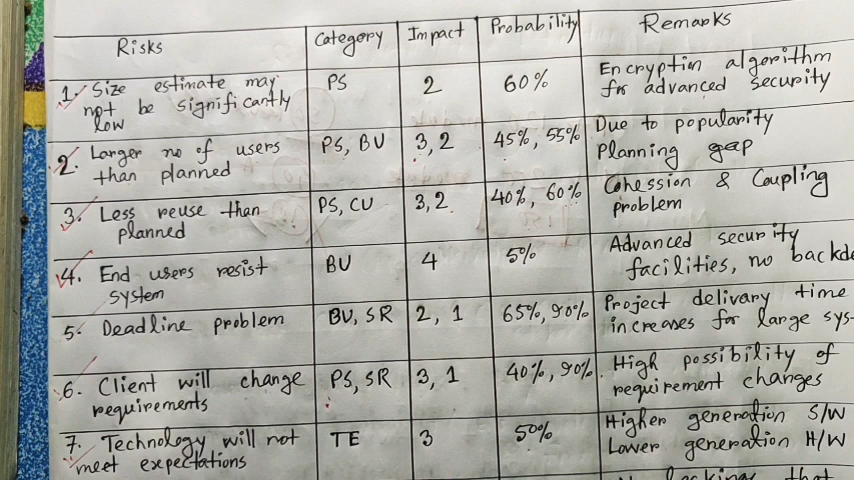 Risks Category Impact Probability Remarks
1. Size estimate may PS 2 60% Encryption algorithm
not be significantly for advanced security
low
2. Larger no of users PS, BU 3, 2 45%, 55% Due to popularity
than planned Planning gap
3. Less reuse than PS, CU 3, 2 40%, 60% Cohession & Coupling
planned problem
4. End users resist BU 4 5% Advanced security
system facilities, no backd
5. Deadline problem BU, SR 2, 1 65%, 90% Project delivary time
increases for large sys-
6. Client will change PS, SR 3, 1 40%, 90% High possibility of
requirements requirement changes
7. Technology will not TE 3 50% Higher generation S/W
meet expectations Lower generation H/W
lacking that